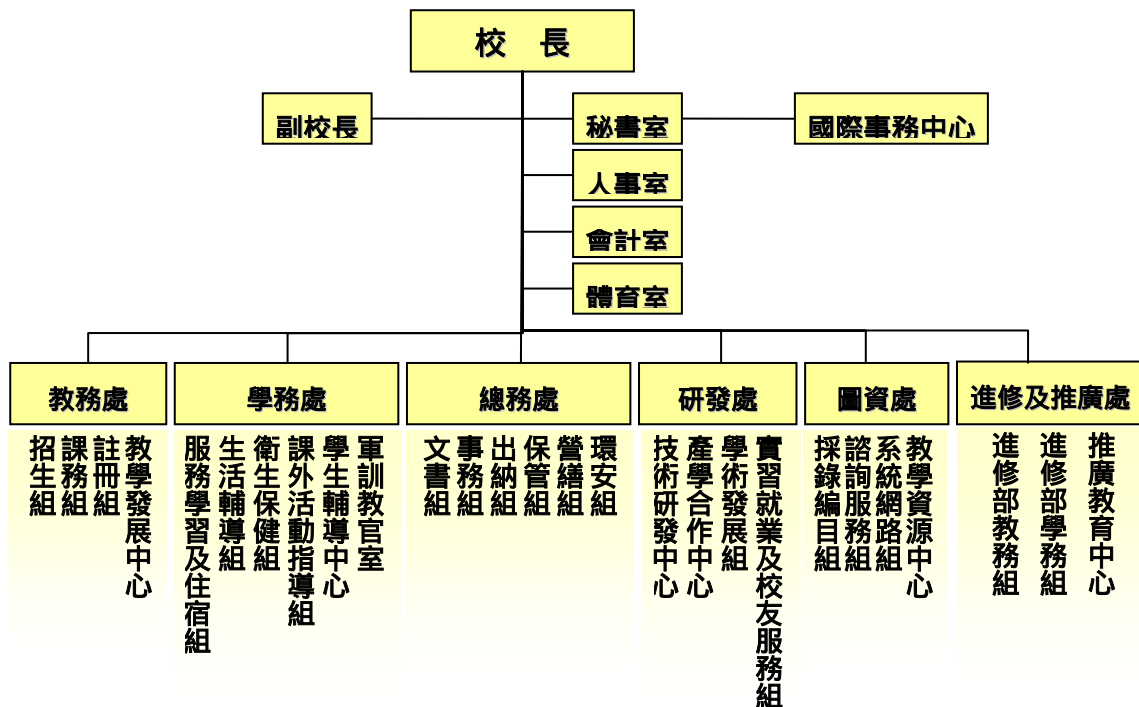 校 長
副校長
秘書室
國際事務中心
人事室
會計室
體育室
教務處
學務處
總務處
研發處
圖資處
進修及推廣處
招生組
課務組
註冊組
教學發展中心
服務學習及住宿組
生活輔導組
衛生保健組
課外活動指導組
學生輔導中心
軍訓教官室
文書組
事務組
出納組
保管組
營繕組
環安組
技術研發中心
產學合作中心
學術發展組
實習就業及校友服務組
採錄編目組
諮詢服務組
系統網路組
教學資源中心
進修部教務組
進修部學務組
推廣教育中心